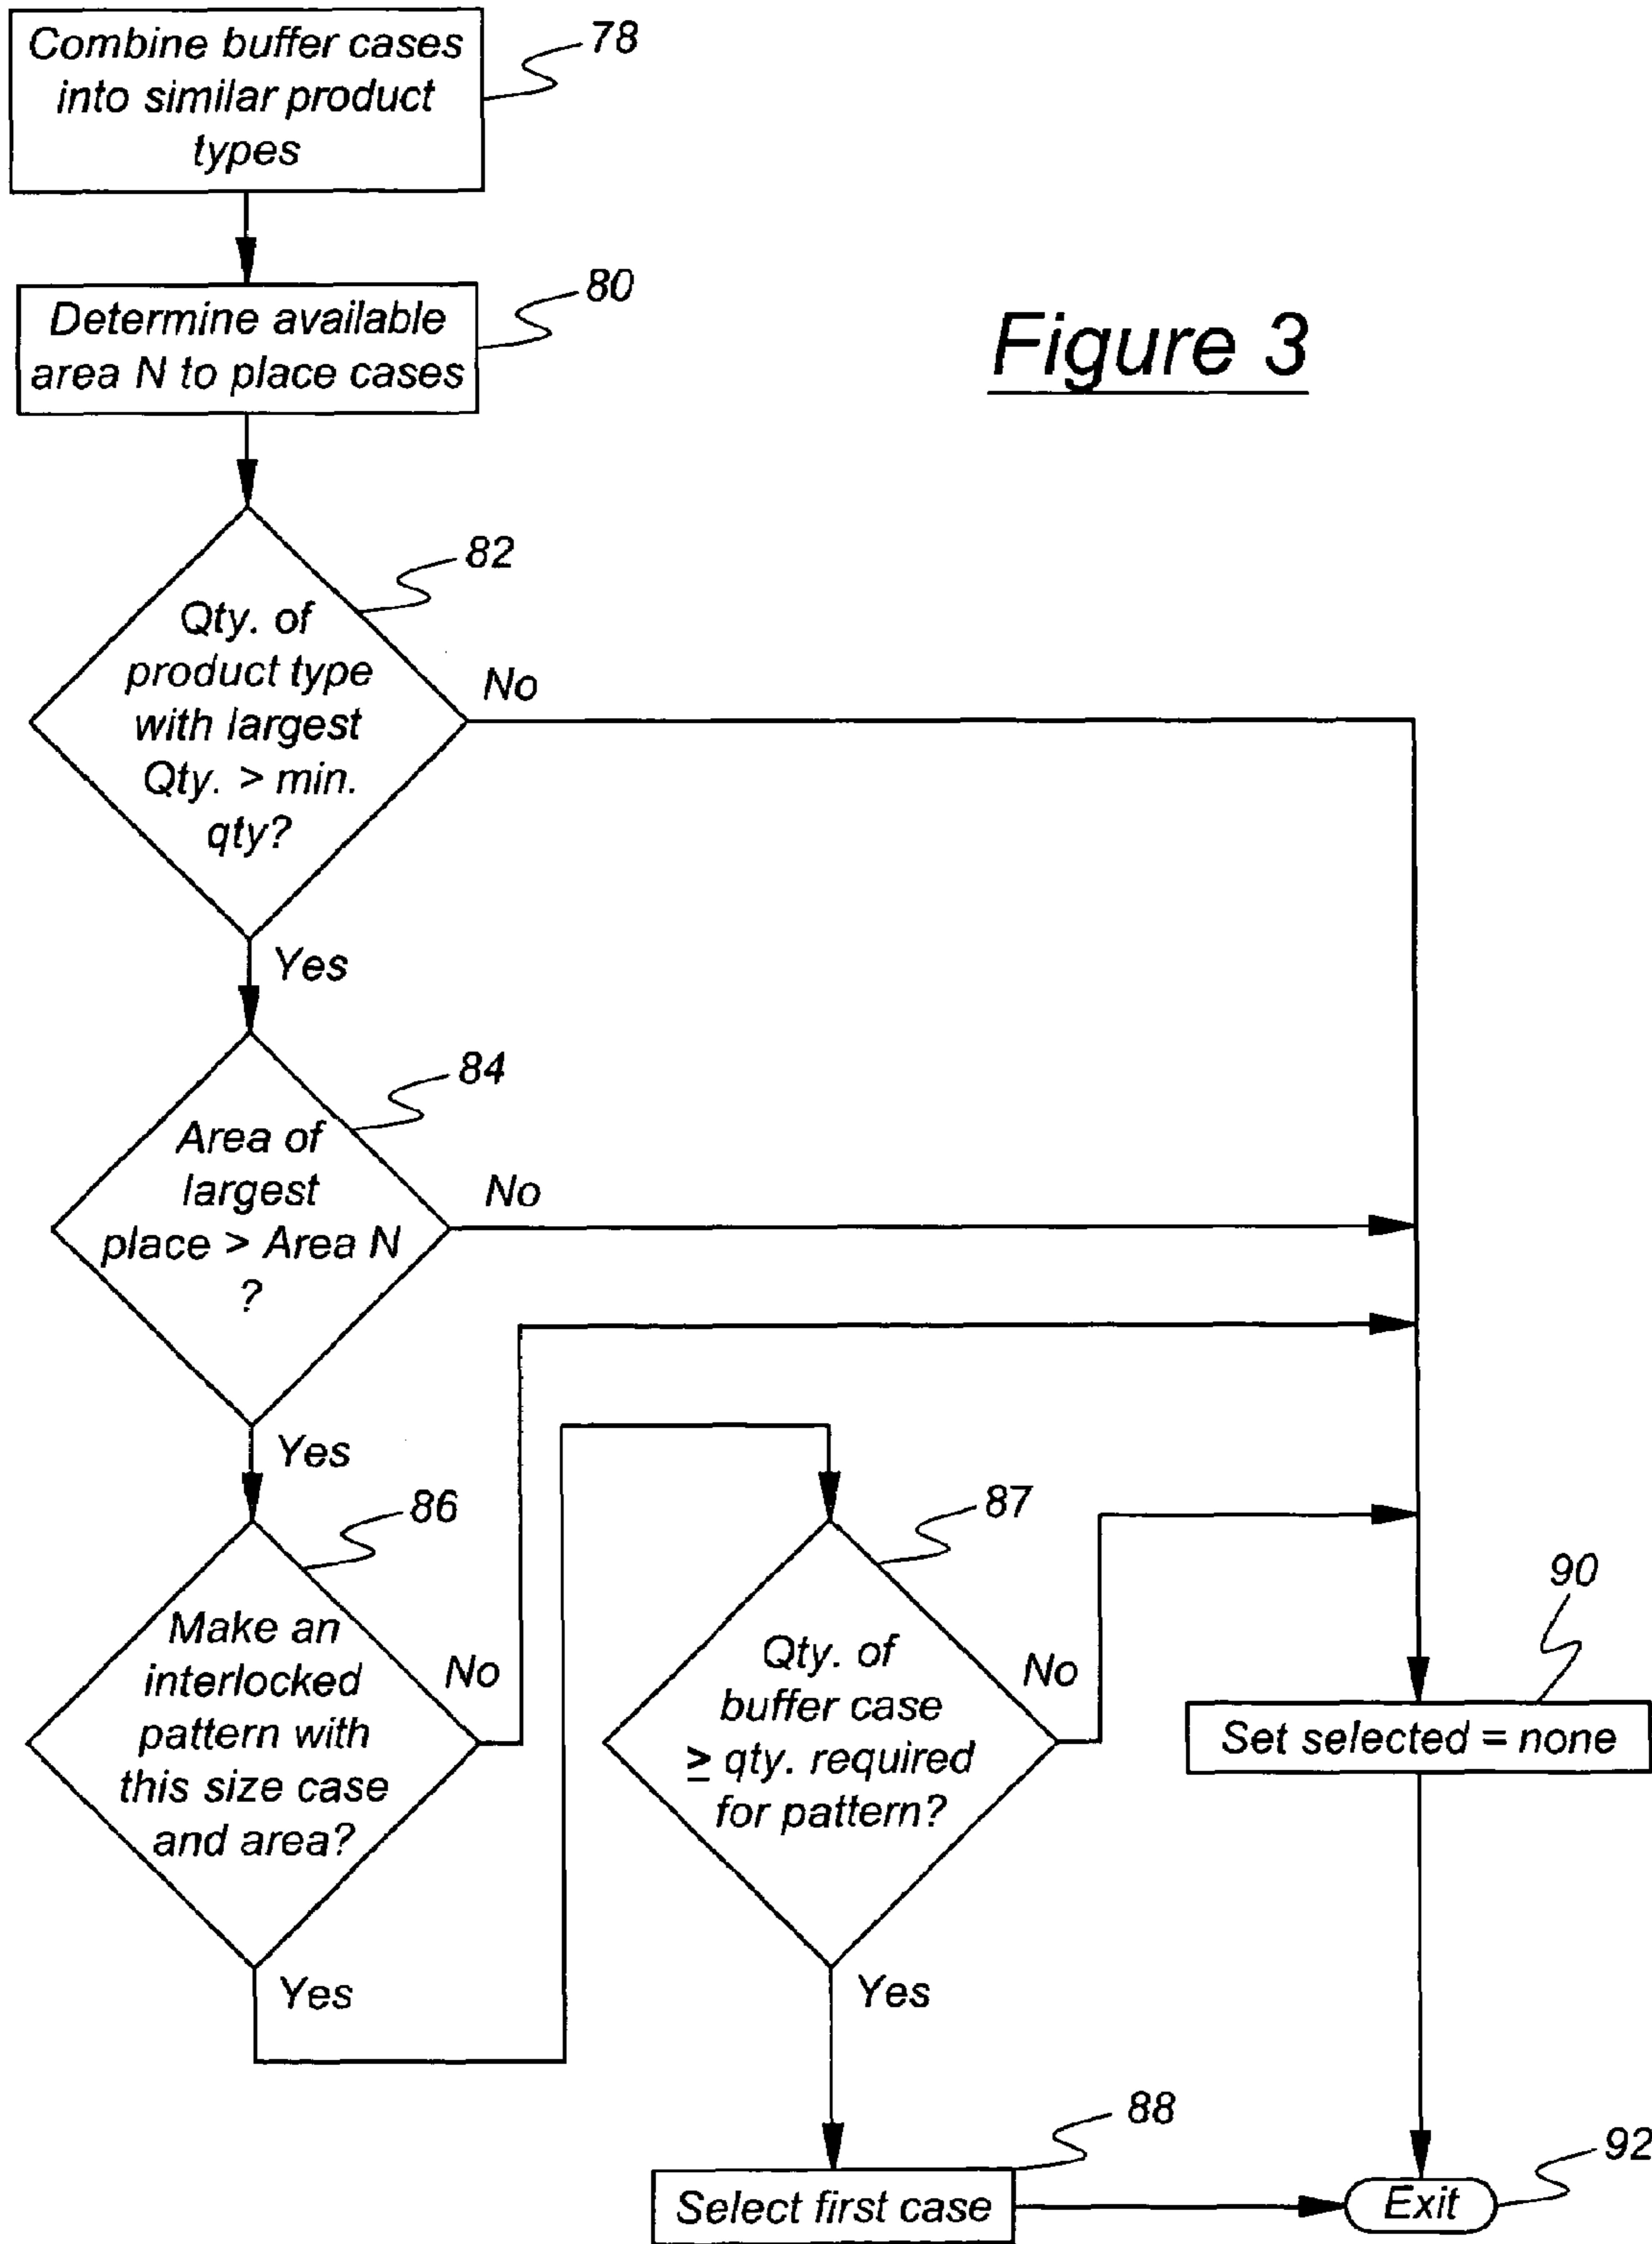 Combine buffer cases
into similar product
types
78
Determine available
area N to place cases
80
Figure 3
Qty. of
product type
with largest
Qty. > min.
qty?
82
No
Yes
Area of
largest
place > Area N
?
84
No
Yes
Make an
interlocked
pattern with
this size case
and area?
86
No
Yes
Qty. of
buffer case
≥ qty. required
for pattern?
87
No
Yes
90
Set selected = none
88
Select first case
92
Exit